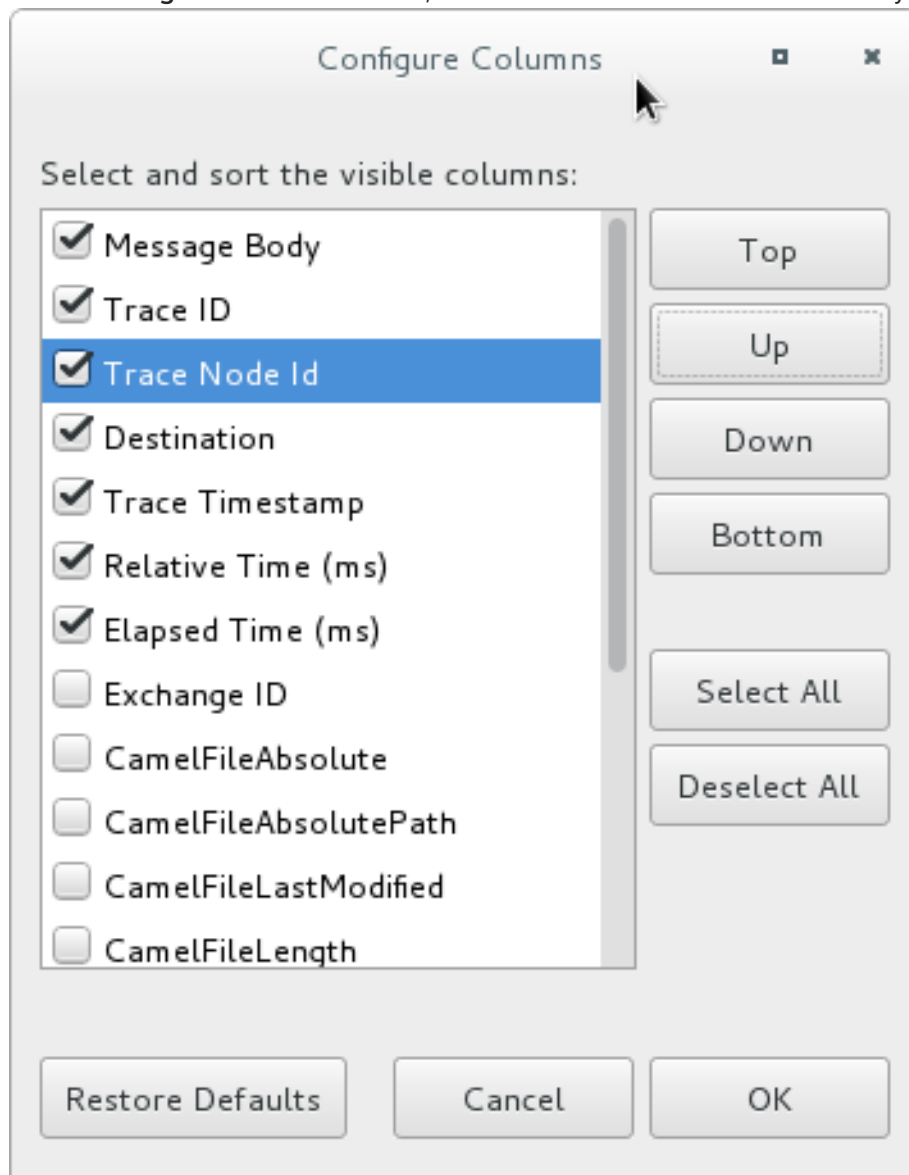 Configure Columns
Select and sort the visible columns:
Message Body
Trace ID
Trace Node Id
Destination
Trace Timestamp
Relative Time (ms)
Elapsed Time (ms)
Exchange ID
CamelFileAbsolute
CamelFileAbsolutePath
CamelFileLastModified
CamelFileLength
Top
Up
Down
Bottom
Select All
Deselect All
Restore Defaults
Cancel
OK